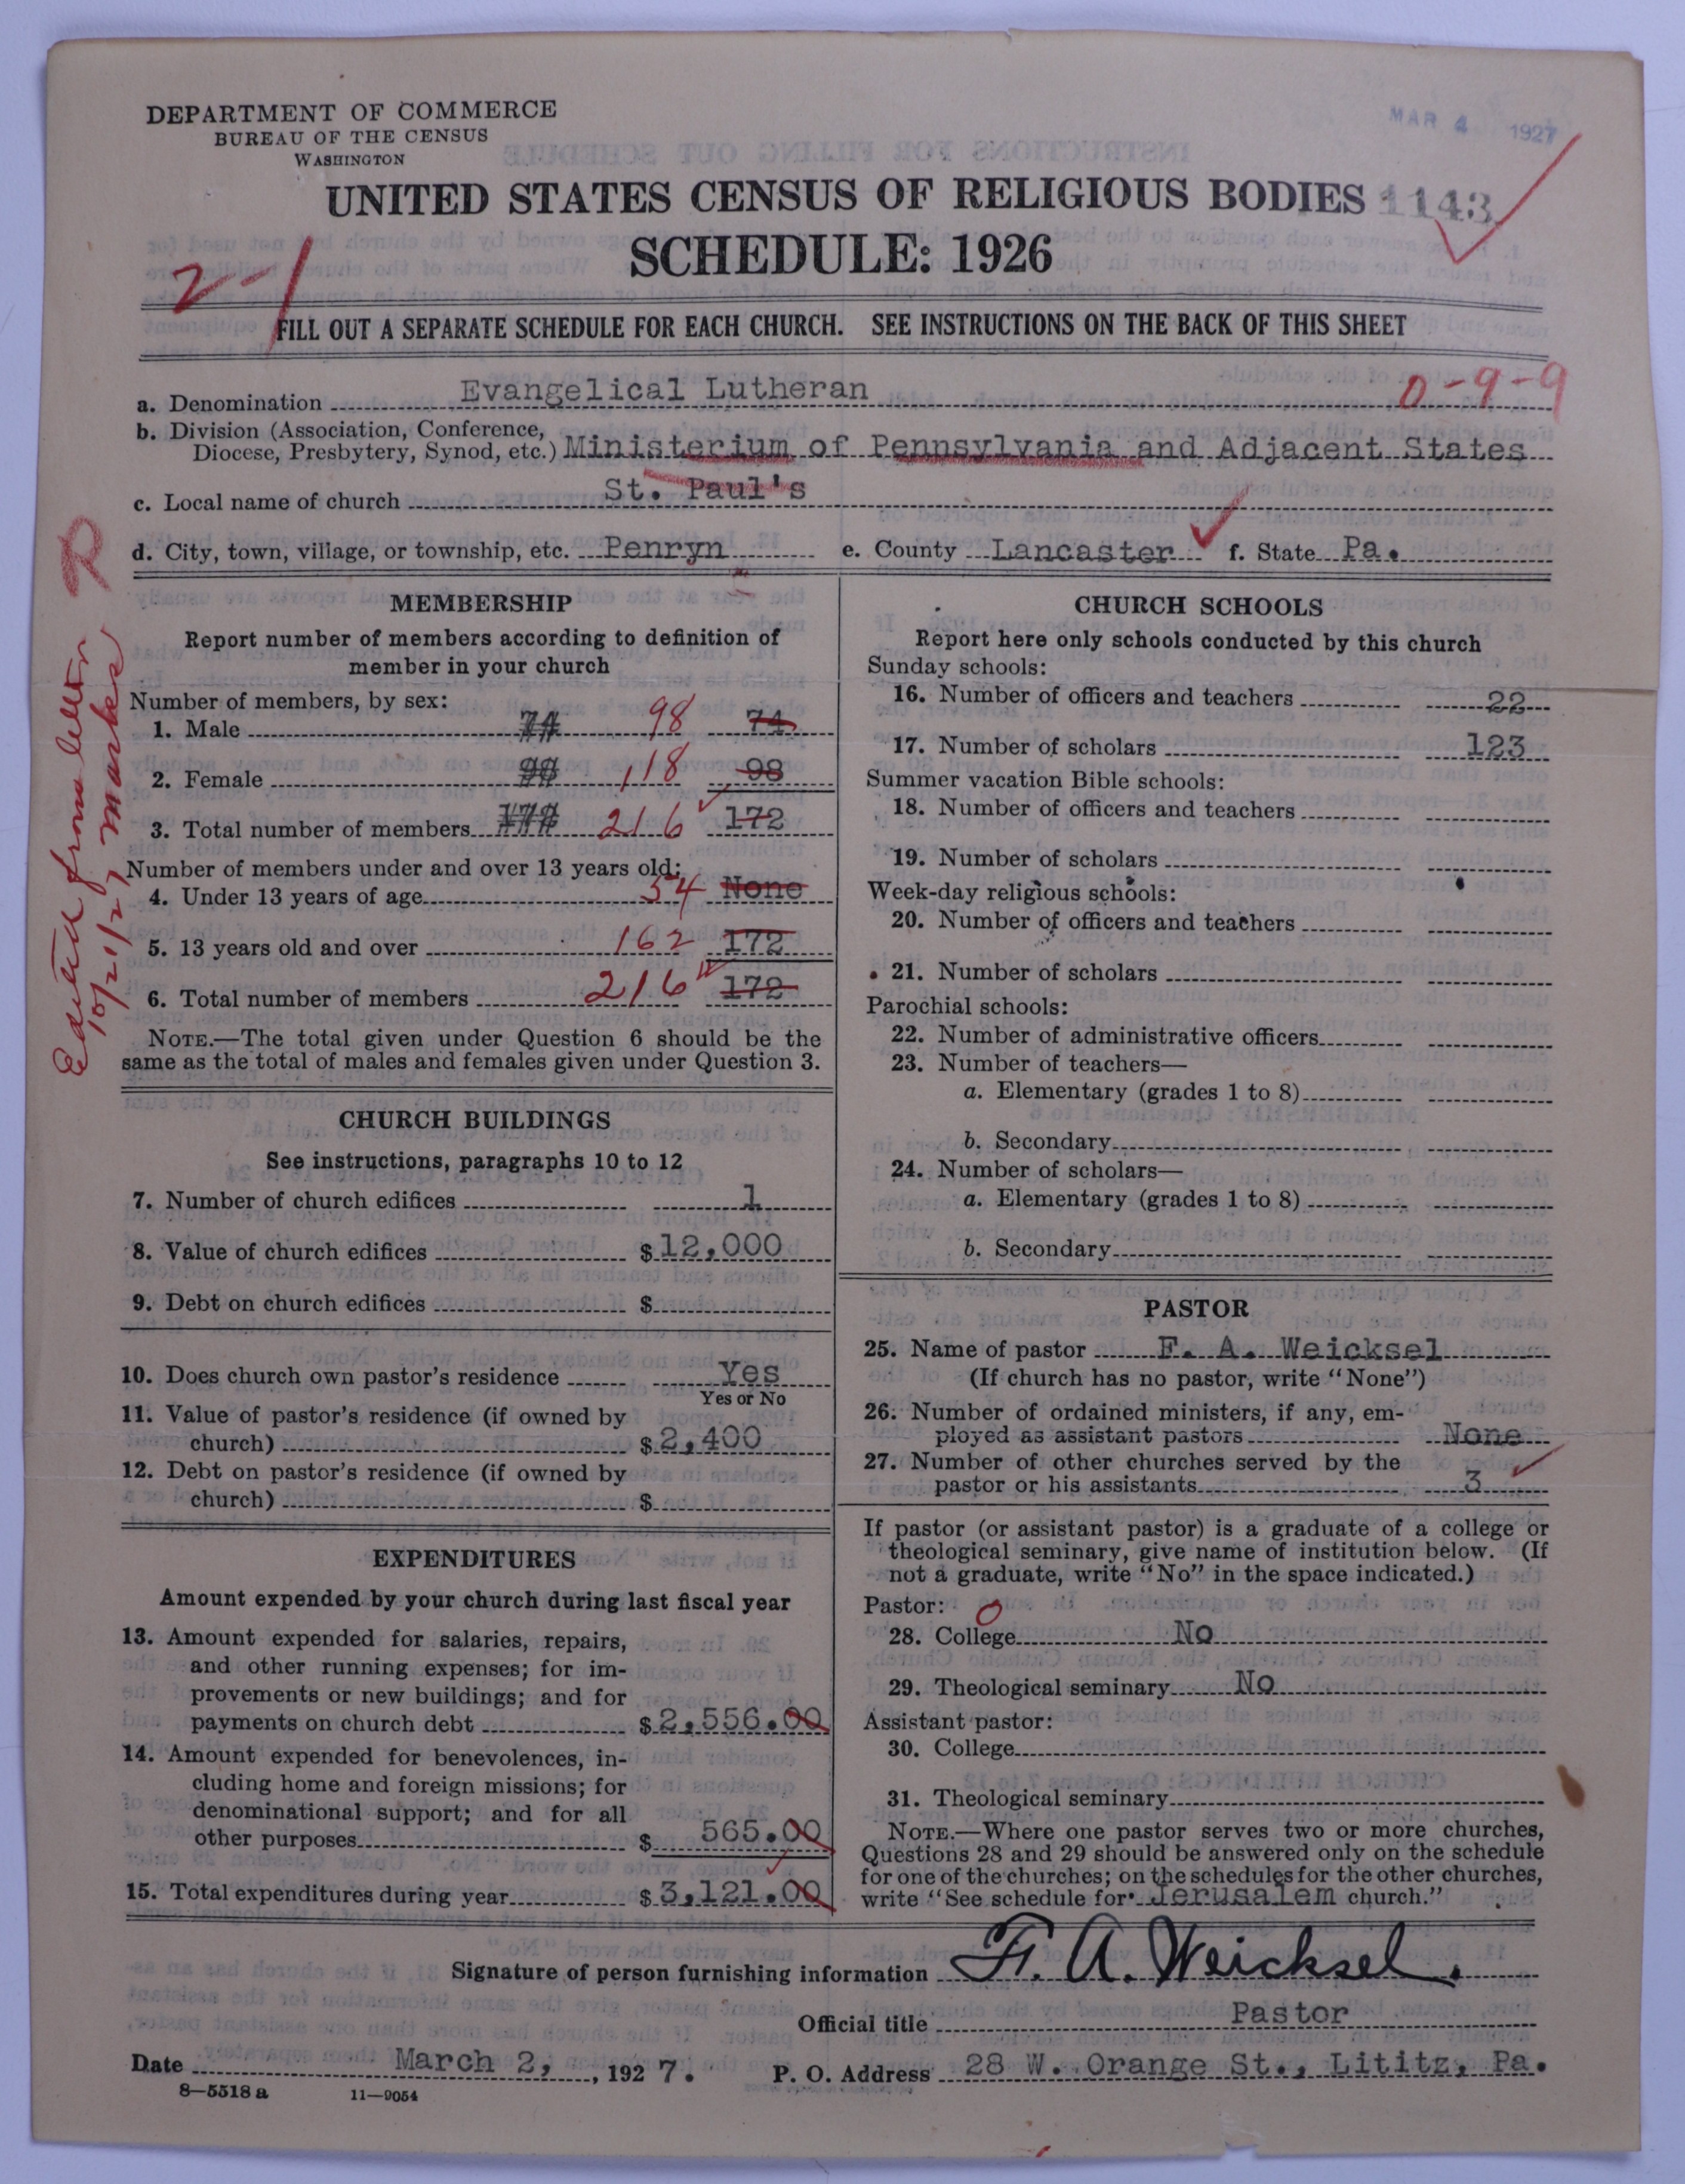 DEPARTMENT OF COMMERCE
BUREAU OF THE CENSUS
WASHINGTON
MAR 4 1927
UNITED STATES CENSUS OF RELIGIOUS BODIES 1143
SCHEDULE: 1926
2-1
FILL OUT A SEPARATE SCHEDULE FOR EACH CHURCH. SEE INSTRUCTIONS ON THE BACK OF THIS SHEET
a. Denomination Evangelical Lutheran 0-9-9
b. Division (Association, Conference,
Diocese, Presbytery, Synod, etc.) Ministerium of Pennsylvania and Adjacent States
c. Local name of church St. Paul's
d. City, town, village, or township, etc. Penryn e. County Lancaster f. State Pa.
R
Edited from letter
10/21/27 Marks
MEMBERSHIP
Report number of members according to definition of
member in your church
Number of members, by sex:
1. Male 74 98 74
2. Female 118 98
3. Total number of members 216 172
Number of members under and over 13 years old:
4. Under 13 years of age 54 None
5. 13 years old and over 162 172
6. Total number of members 216 172
NOTE.—The total given under Question 6 should be the
same as the total of males and females given under Question 3.
CHURCH BUILDINGS
See instructions, paragraphs 10 to 12
7. Number of church edifices 1
8. Value of church edifices $12,000
9. Debt on church edifices $
10. Does church own pastor's residence Yes
Yes or No
11. Value of pastor's residence (if owned by
church) $2,400
12. Debt on pastor's residence (if owned by
church) $
EXPENDITURES
Amount expended by your church during last fiscal year
13. Amount expended for salaries, repairs,
and other running expenses; for im-
provements or new buildings; and for
payments on church debt $2,556.00
14. Amount expended for benevolences, in-
cluding home and foreign missions; for
denominational support; and for all
other purposes $ 565.00
15. Total expenditures during year $3,121.00
CHURCH SCHOOLS
Report here only schools conducted by this church
Sunday schools:
16. Number of officers and teachers 22
17. Number of scholars 123
Summer vacation Bible schools:
18. Number of officers and teachers
19. Number of scholars
Week-day religious schools:
20. Number of officers and teachers
21. Number of scholars
Parochial schools:
22. Number of administrative officers
23. Number of teachers—
a. Elementary (grades 1 to 8)
b. Secondary
24. Number of scholars—
a. Elementary (grades 1 to 8)
b. Secondary
PASTOR
25. Name of pastor F. A. Weicksel
(If church has no pastor, write "None")
26. Number of ordained ministers, if any, em-
ployed as assistant pastors None
27. Number of other churches served by the
pastor or his assistants 3
If pastor (or assistant pastor) is a graduate of a college or
theological seminary, give name of institution below. (If
not a graduate, write "No" in the space indicated.)
Pastor: 0
28. College No
29. Theological seminary No
Assistant pastor:
30. College
31. Theological seminary
NOTE.—Where one pastor serves two or more churches,
Questions 28 and 29 should be answered only on the schedule
for one of the churches; on the schedules for the other churches,
write "See schedule for Jerusalem church."
Signature of person furnishing information F. A. Weicksel.
Official title Pastor
Date March 2, , 1927. P. O. Address 28 W. Orange St., Lititz, Pa.
8—5518 a 11—9054